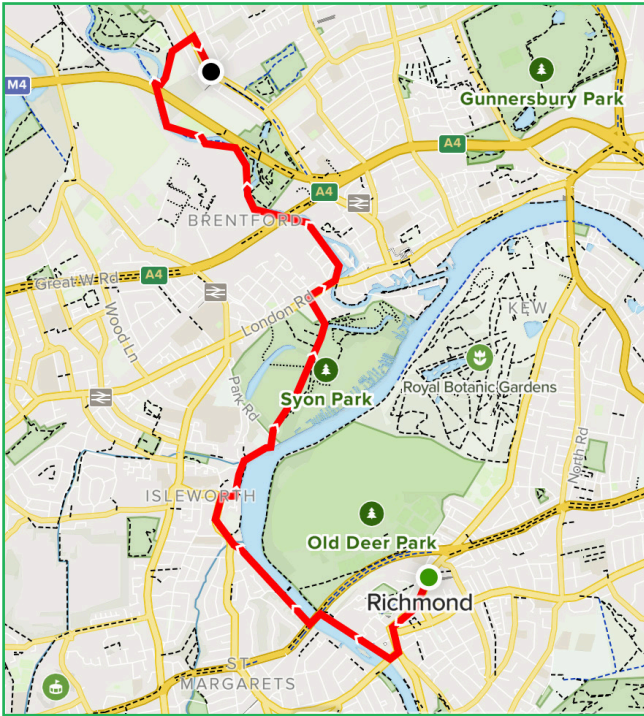 M4
Gunnersbury Park
A4
A4
BRENTFORD
Great W Rd
A4
London Rd
Wood Ln
KEW
Royal Botanic Gardens
Syon Park
Park Rd
North Rd
ISLEWORTH
Old Deer Park
Richmond
ST
MARGARETS